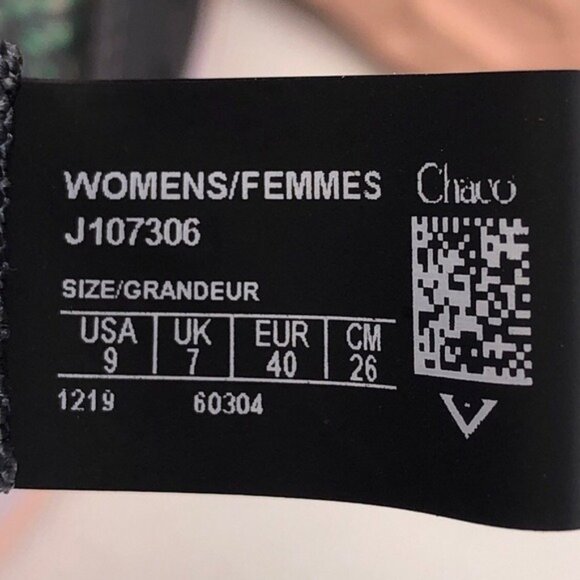 WOMENS/FEMMES
Chaco
J107306
SIZE/GRANDEUR
USA UK EUR CM
9 7 40 26
1219 60304